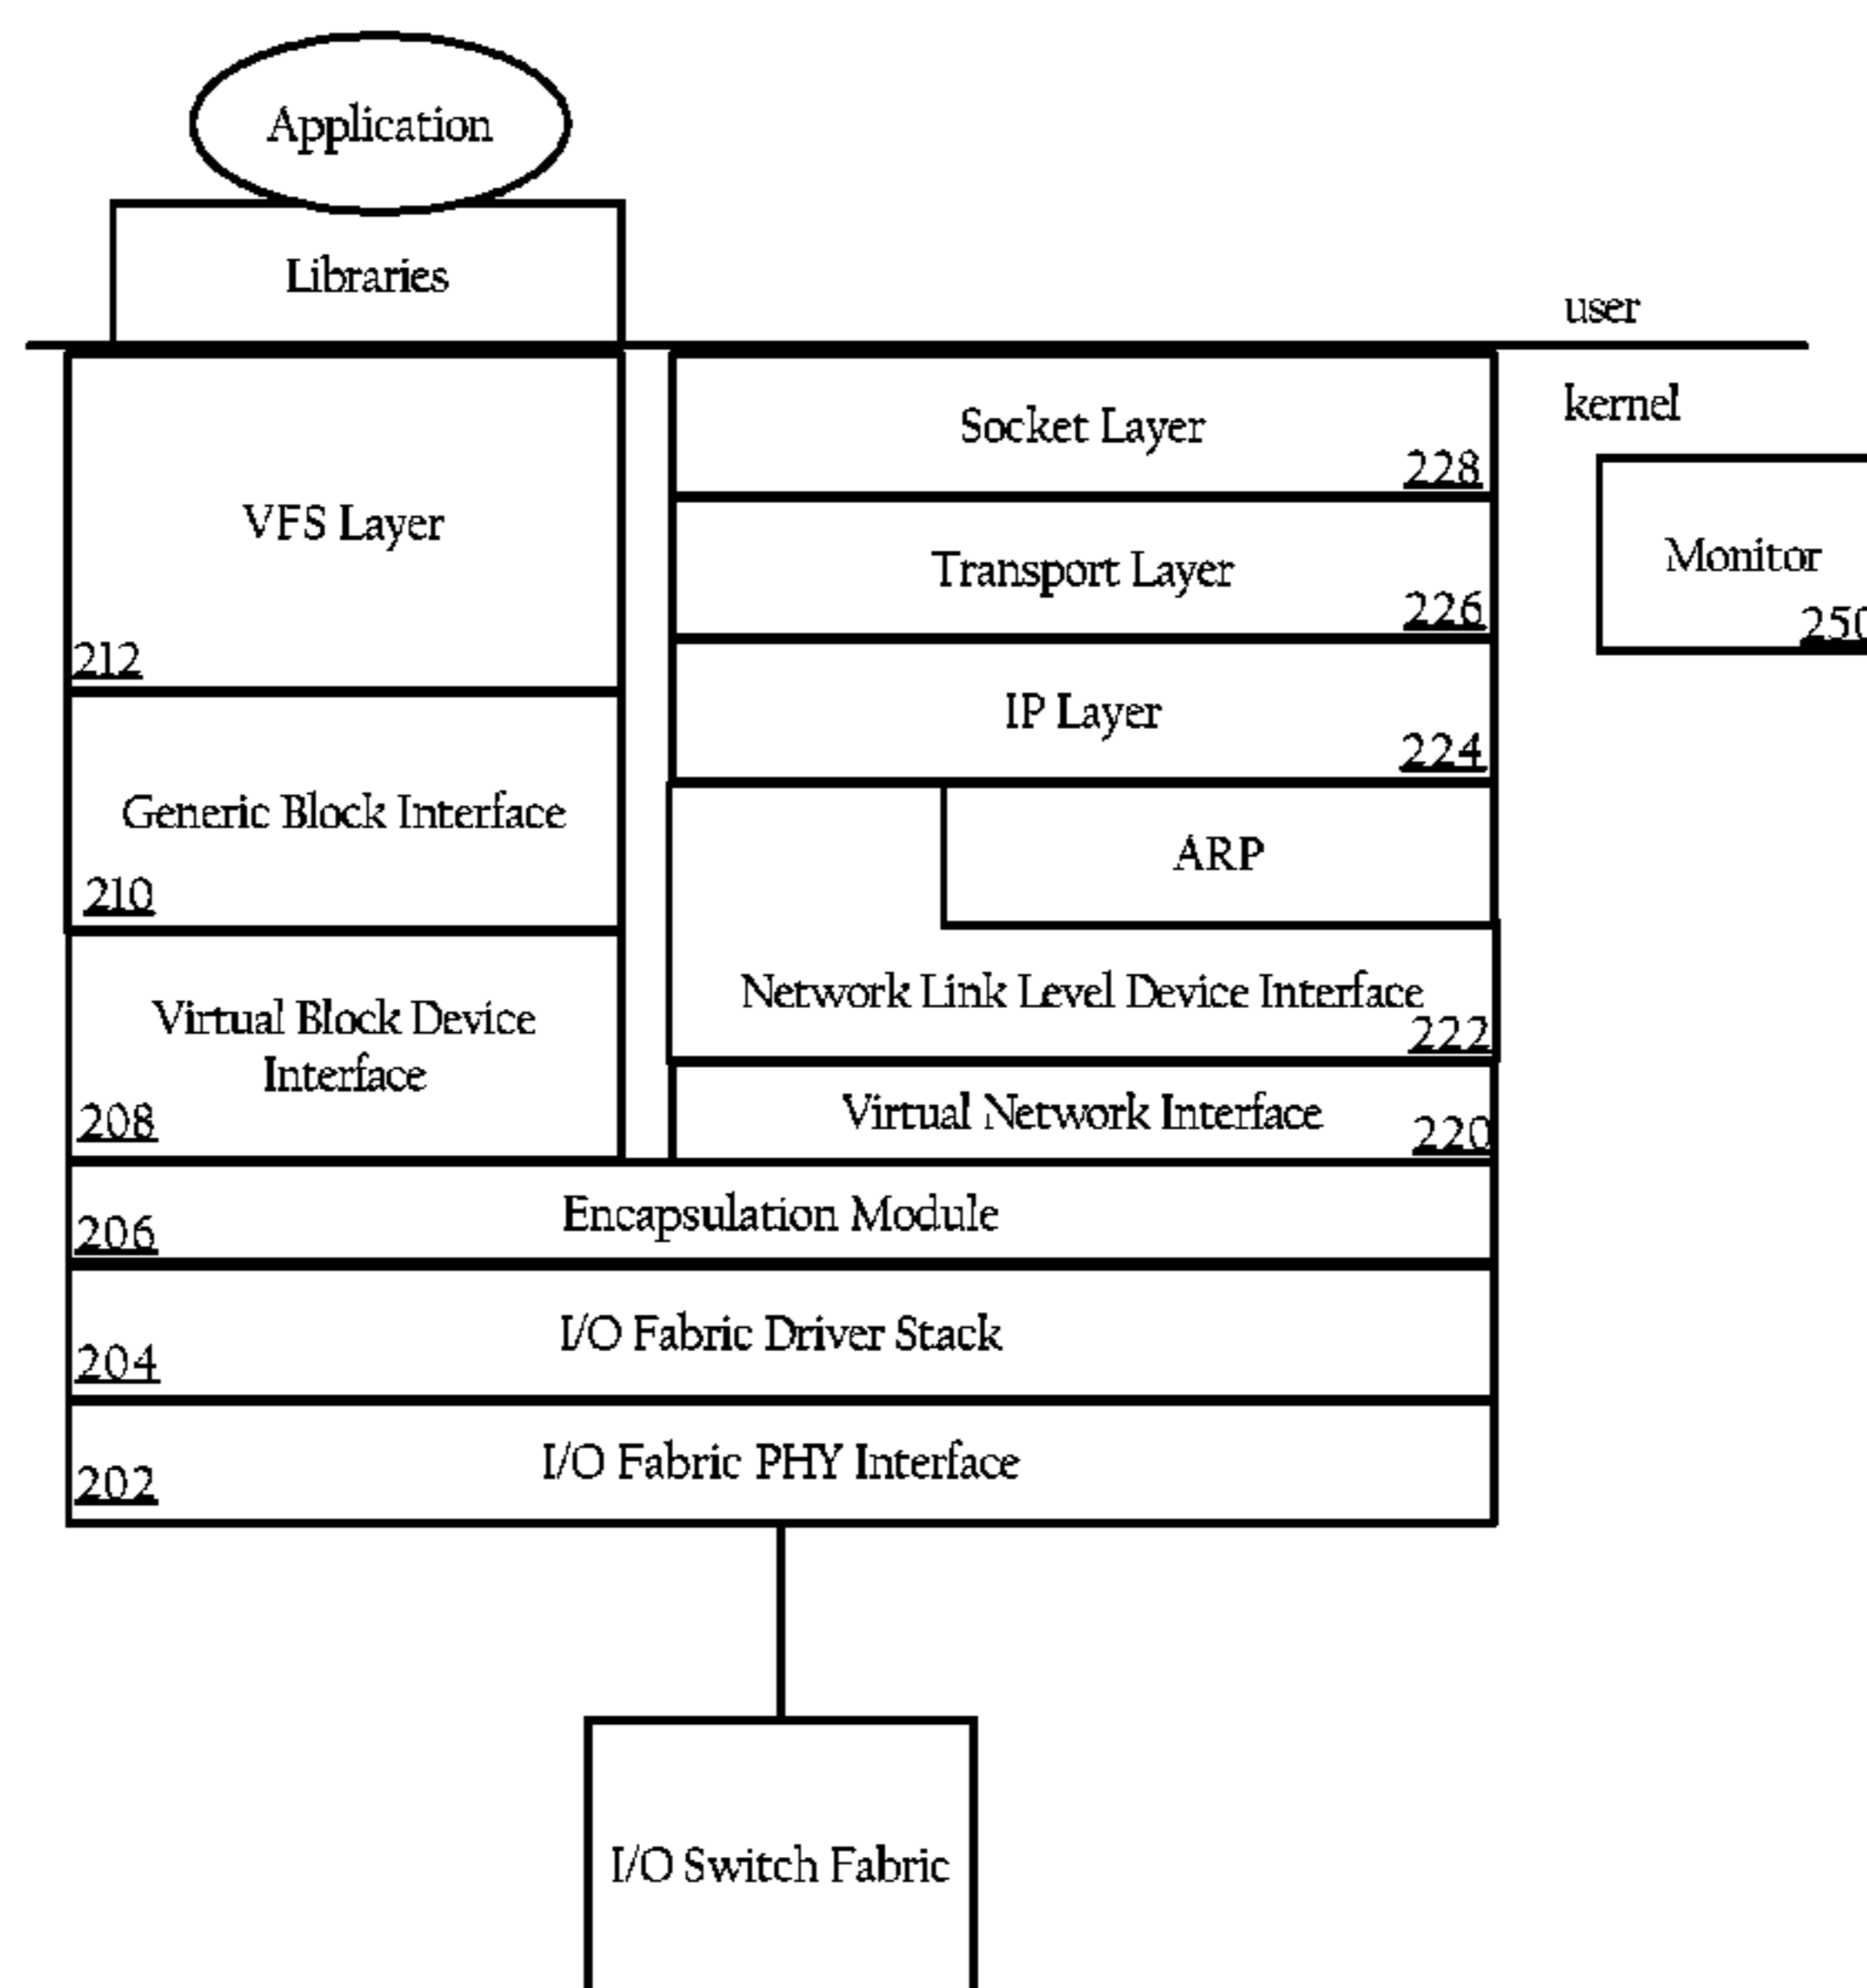 Application
Libraries
user
kernel
VFS Layer
212
Generic Block Interface
210
Virtual Block Device
Interface
208
Socket Layer
228
Transport Layer
226
IP Layer
224
ARP
Network Link Level Device Interface
222
Virtual Network Interface
220
Monitor
250
Encapsulation Module
206
I/O Fabric Driver Stack
204
I/O Fabric PHY Interface
202
I/O Switch Fabric